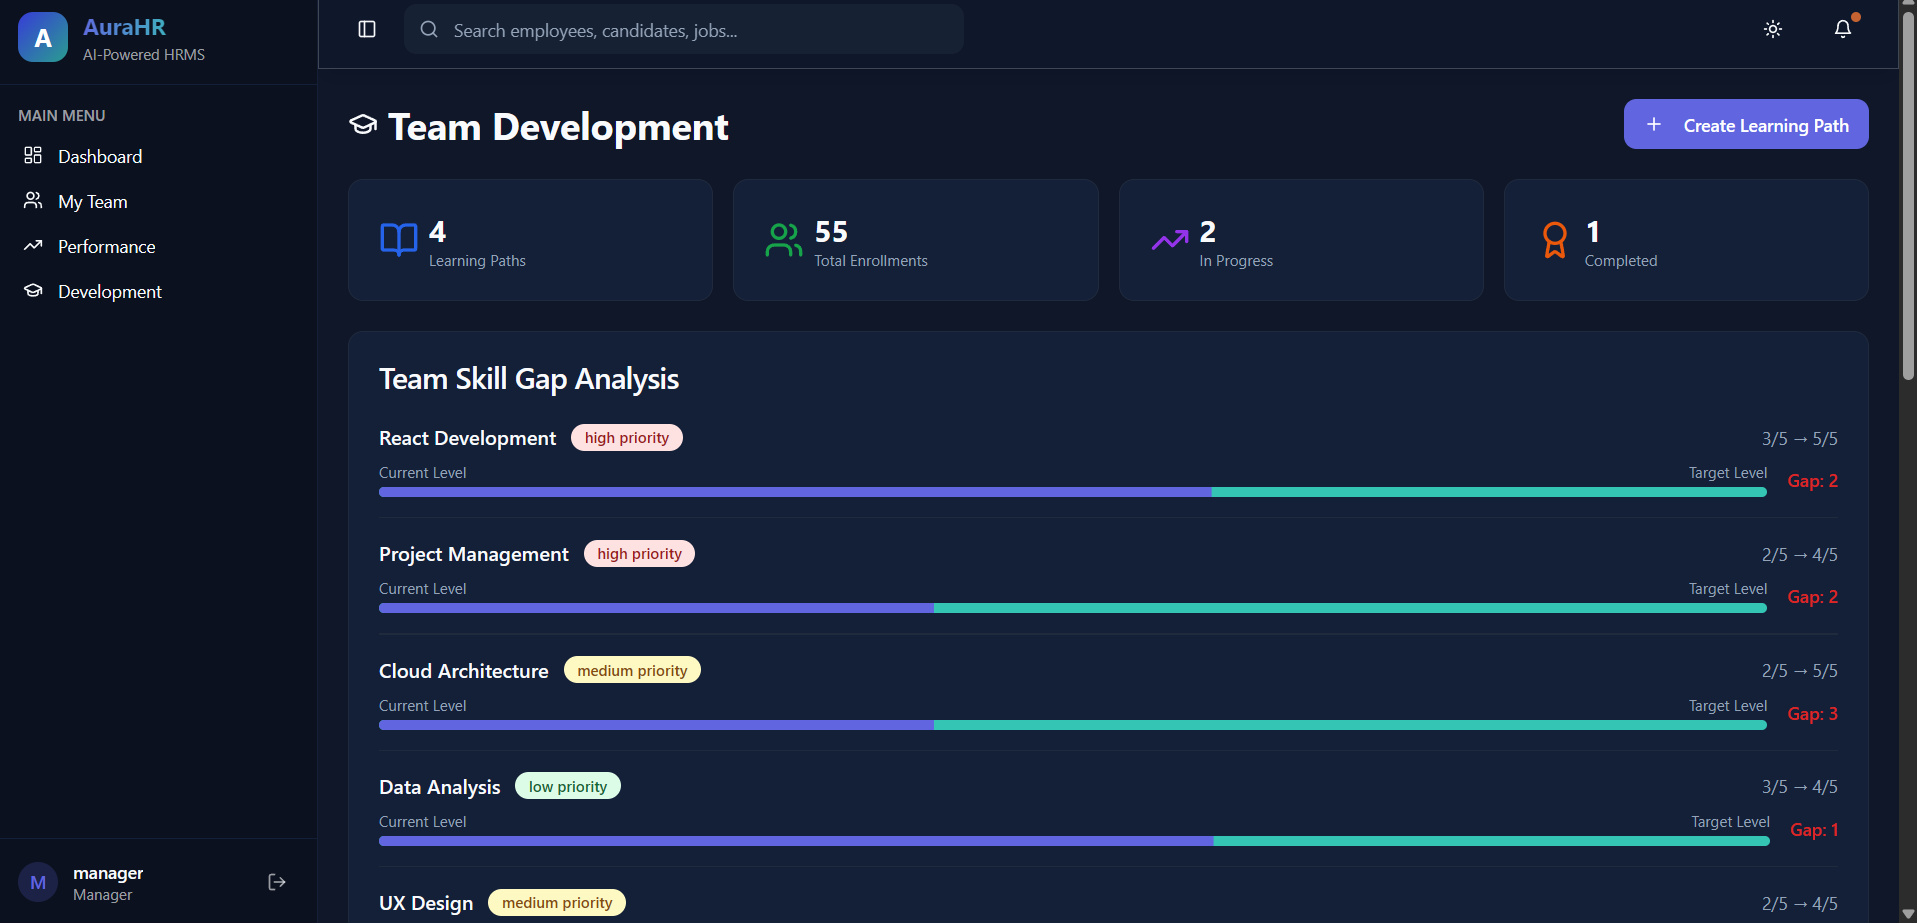 A
AuraHR
AI-Powered HRMS
Search employees, candidates, jobs...
MAIN MENU
Dashboard
My Team
Performance
Development
Team Development
+ Create Learning Path
4
Learning Paths
55
Total Enrollments
2
In Progress
1
Completed
Team Skill Gap Analysis
React Development high priority 3/5 → 5/5
Current Level Target Level Gap: 2
Project Management high priority 2/5 → 4/5
Current Level Target Level Gap: 2
Cloud Architecture medium priority 2/5 → 5/5
Current Level Target Level Gap: 3
Data Analysis low priority 3/5 → 4/5
Current Level Target Level Gap: 1
UX Design medium priority 2/5 → 4/5
M
manager
Manager